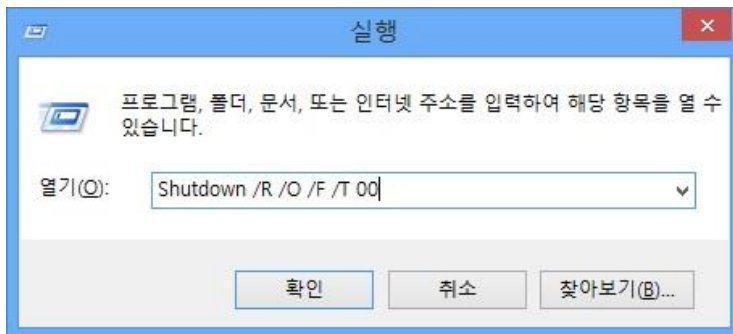 실행
프로그램, 폴더, 문서, 또는 인터넷 주소를 입력하여 해당 항목을 열 수
있습니다.
열기(O): Shutdown /R /O /F /T 00
확인 취소 찾아보기(B)...